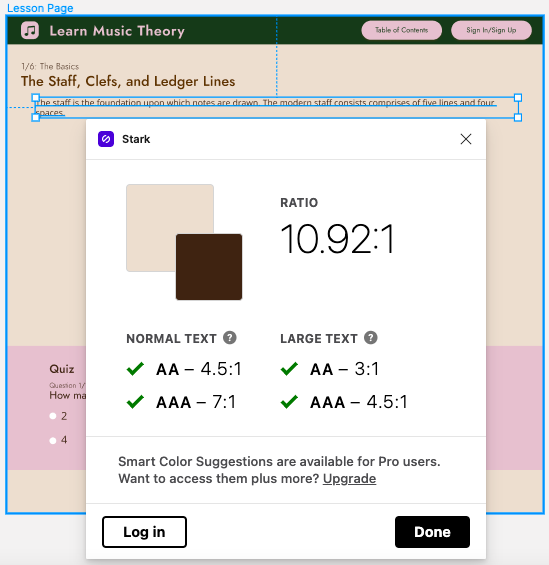 Lesson Page
Learn Music Theory
Table of Contents
Sign In/Sign Up
1/6: The Basics
The Staff, Clefs, and Ledger Lines
The staff is the foundation upon which notes are drawn. The modern staff consists comprises of five lines and four
spaces.
Stark
RATIO
10.92:1
NORMAL TEXT ?
LARGE TEXT ?
AA – 4.5:1
AA – 3:1
AAA – 7:1
AAA – 4.5:1
Quiz
Question 1/
How ma
2
4
Smart Color Suggestions are available for Pro users.
Want to access them plus more? Upgrade
Log in
Done